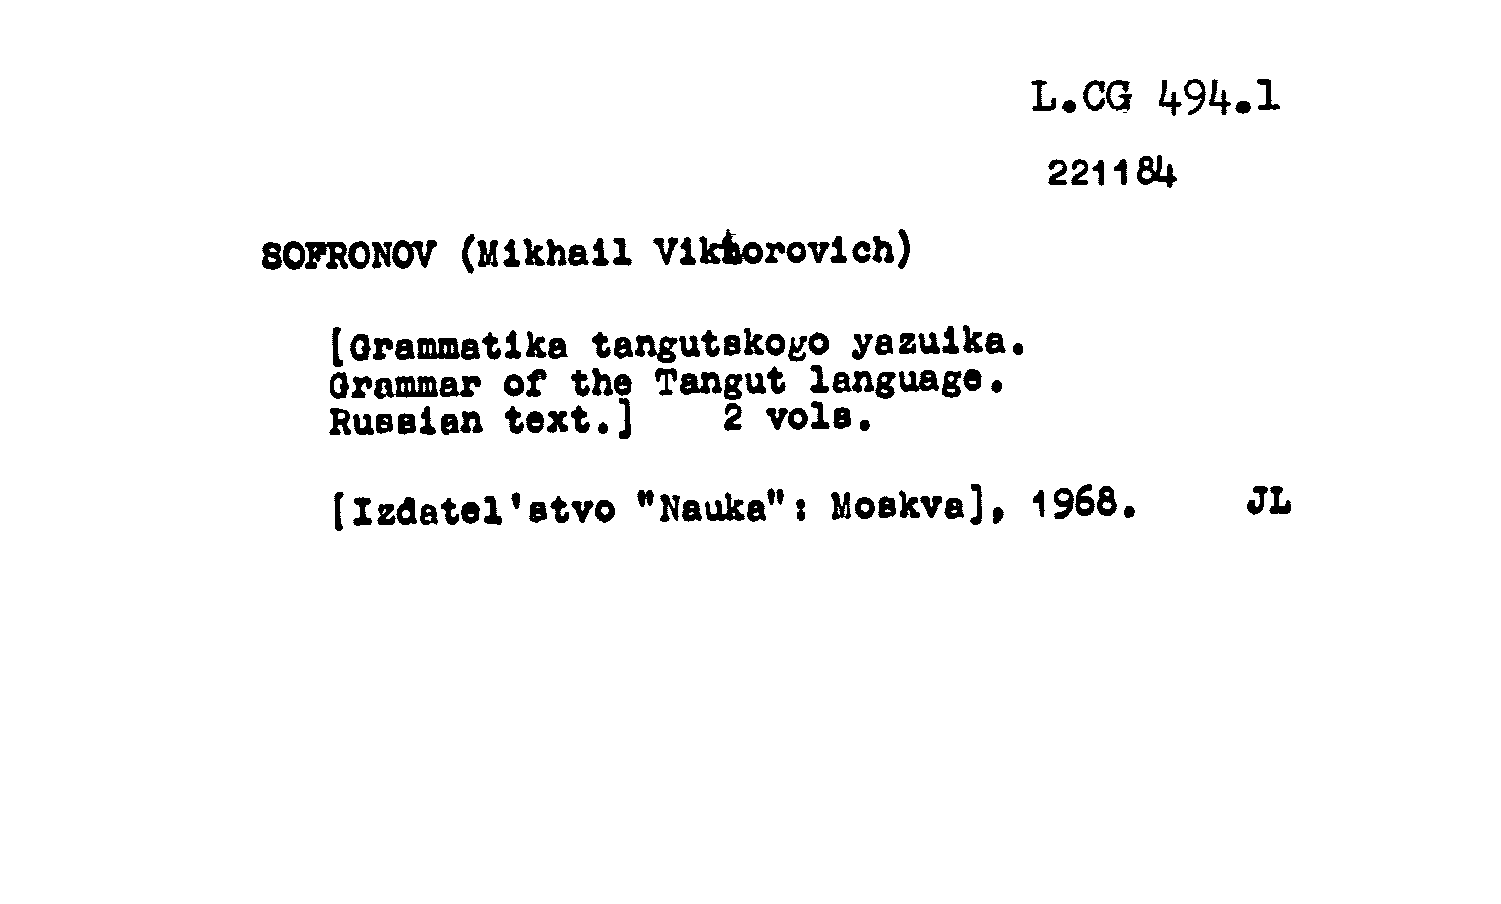 L.CG 494.1
221184
SOFRONOV (Mikhail Viktorovich)
[Grammatika tangutskogo yazuika.
Grammar of the Tangut language.
Russian text.] 2 vols.
[Izdatel'stvo "Nauka": Moskva], 1968. JL